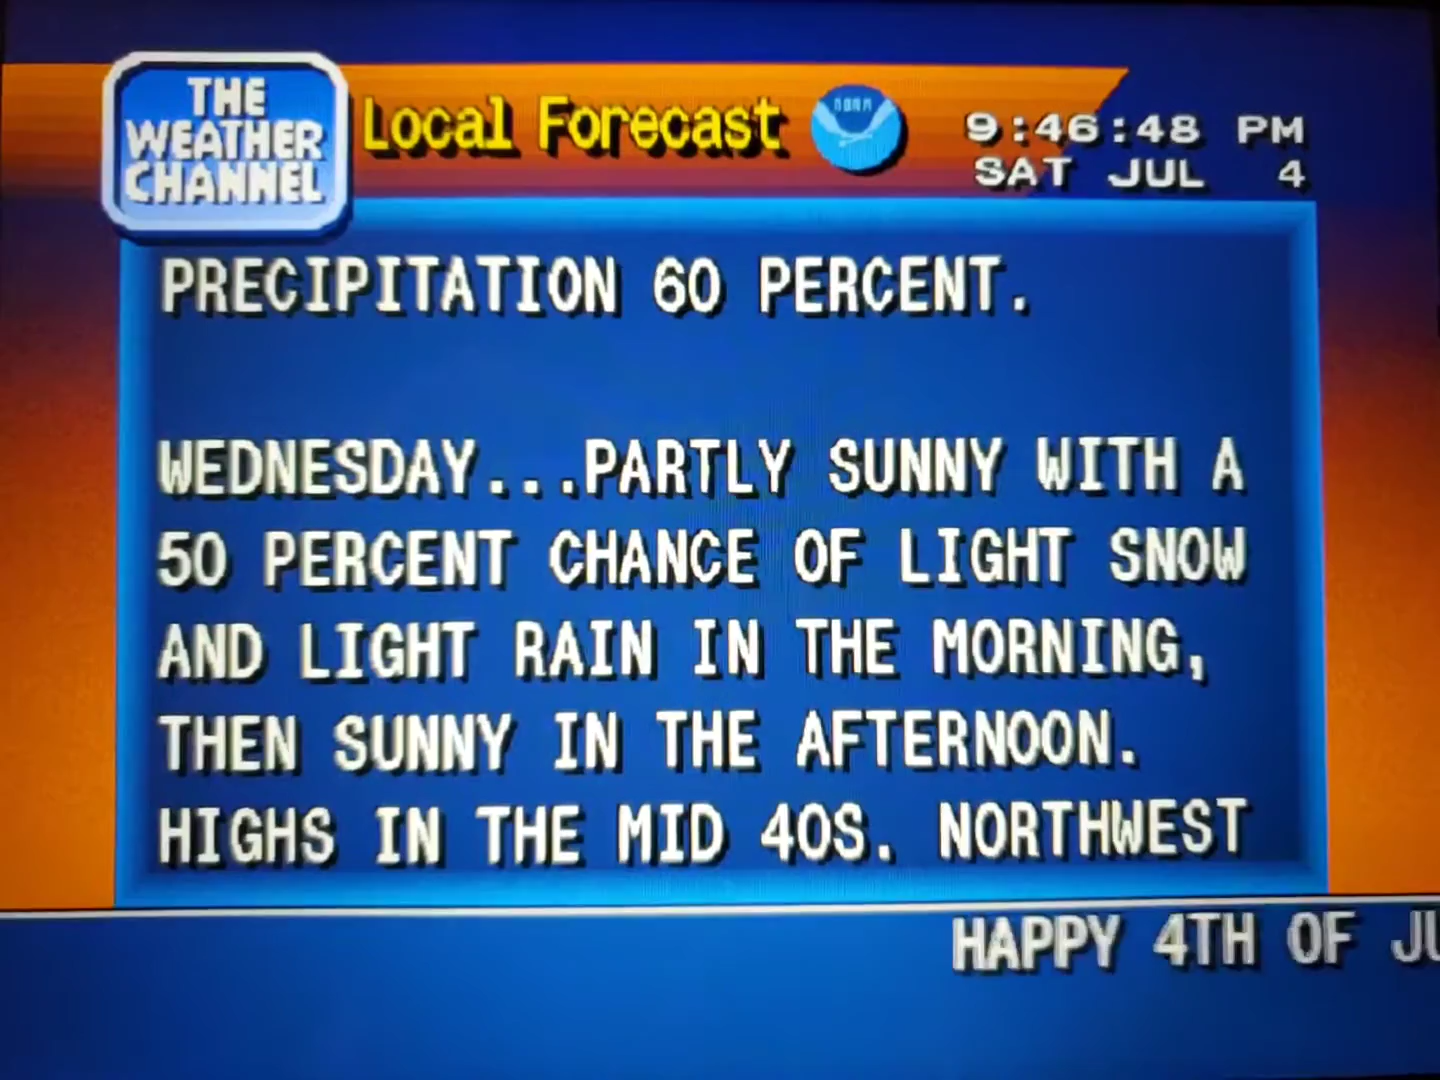 THE
WEATHER
CHANNEL
Local Forecast
NOAA
9:46:48 PM
SAT JUL 4
PRECIPITATION 60 PERCENT.
WEDNESDAY...PARTLY SUNNY WITH A
50 PERCENT CHANCE OF LIGHT SNOW
AND LIGHT RAIN IN THE MORNING,
THEN SUNNY IN THE AFTERNOON.
HIGHS IN THE MID 40S. NORTHWEST
HAPPY 4TH OF JU